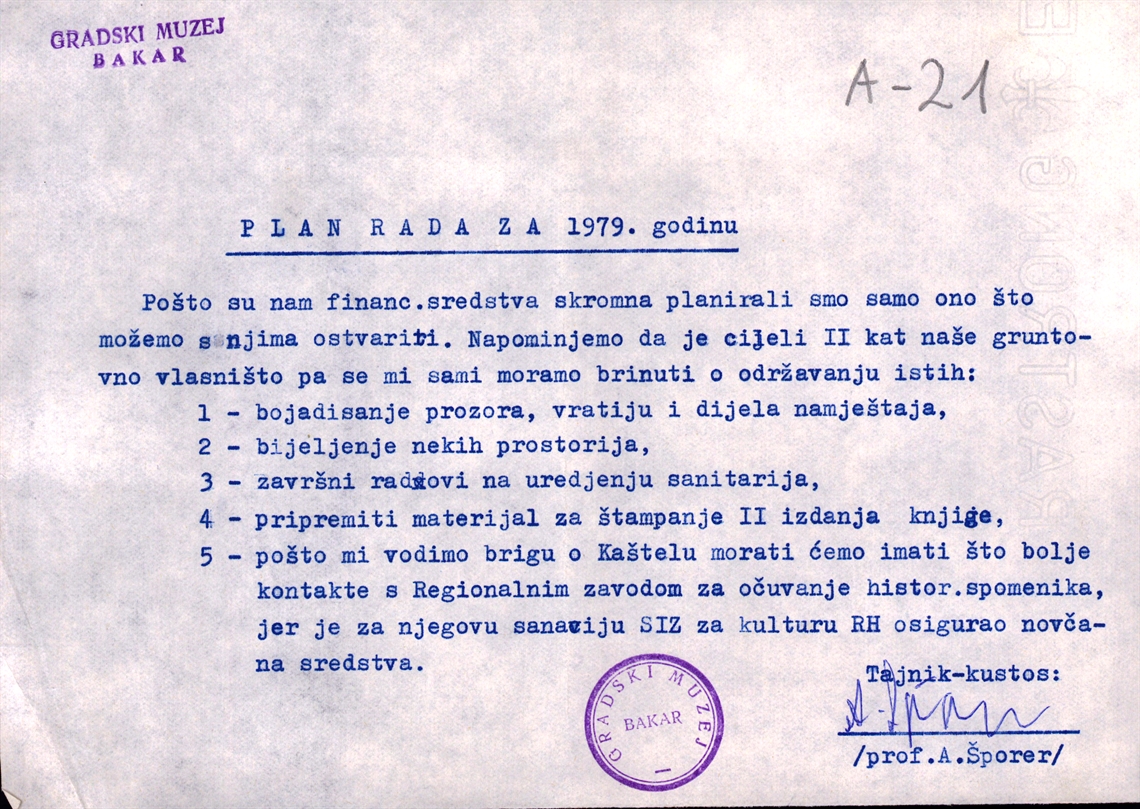 GRADSKI MUZEJ
BAKAR
A-21
P L A N  R A D A  Z A  1979. godinu
Pošto su nam financ.sredstva skromna planirali smo samo ono što
možemo s njima ostvariti. Napominjemo da je cijeli II kat naše grunto-
vno vlasništo pa se mi sami moramo brinuti o održavanju istih:
1 - bojadisanje prozora, vratiju i dijela namještaja,
2 - bijeljenje nekih prostorija,
3 - završni radovi na uredjenju sanitarija,
4 - pripremiti materijal za štampanje II izdanja knjige,
5 - pošto mi vodimo brigu o Kaštelu morati ćemo imati što bolje
kontakte s Regionalnim zavodom za očuvanje histor.spomenika,
jer je za njegovu sanaciju SIZ za kulturu RH osigurao novča-
na sredstva.
Tajnik-kustos:
A. Šporer
/prof.A.Šporer/
GRADSKI MUZEJ
BAKAR